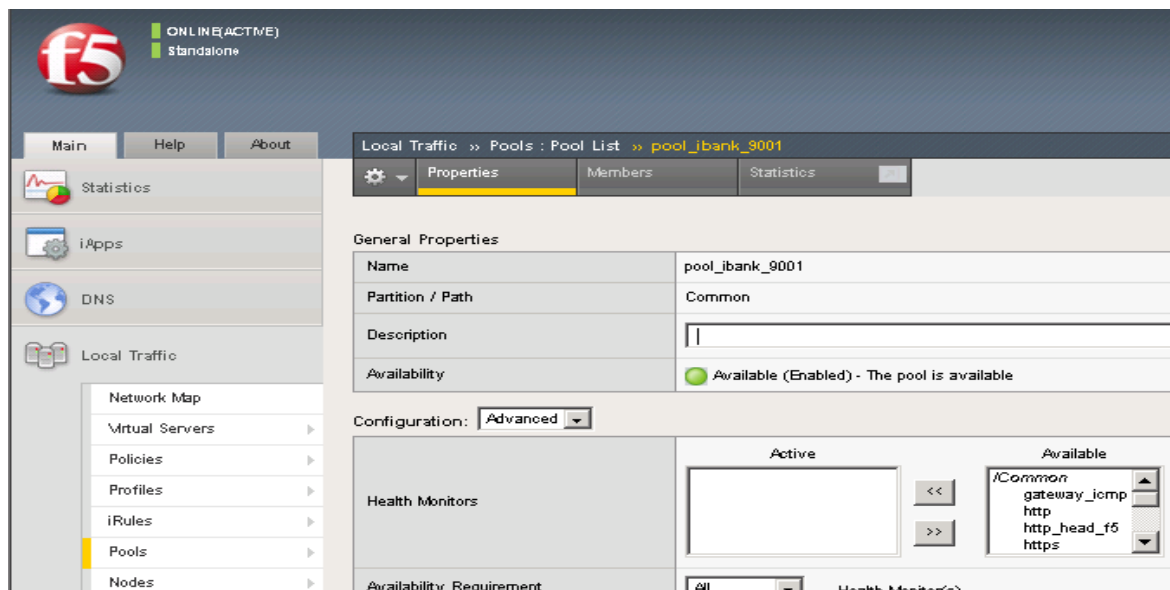 f5
ONLINE(ACTIVE)
Standalone
Main
Help
About
Statistics
iApps
DNS
Local Traffic
Network Map
Virtual Servers
Policies
Profiles
iRules
Pools
Nodes
Local Traffic » Pools : Pool List » pool_ibank_9001
Properties
Members
Statistics
General Properties
Name
pool_ibank_9001
Partition / Path
Common
Description
Availability
Available (Enabled) - The pool is available
Configuration: Advanced
Health Monitors
Active
<<
>>
Available
/Common
gateway_icmp
http
http_head_f5
https
Availability Requirement
All
Health Monitor(s)